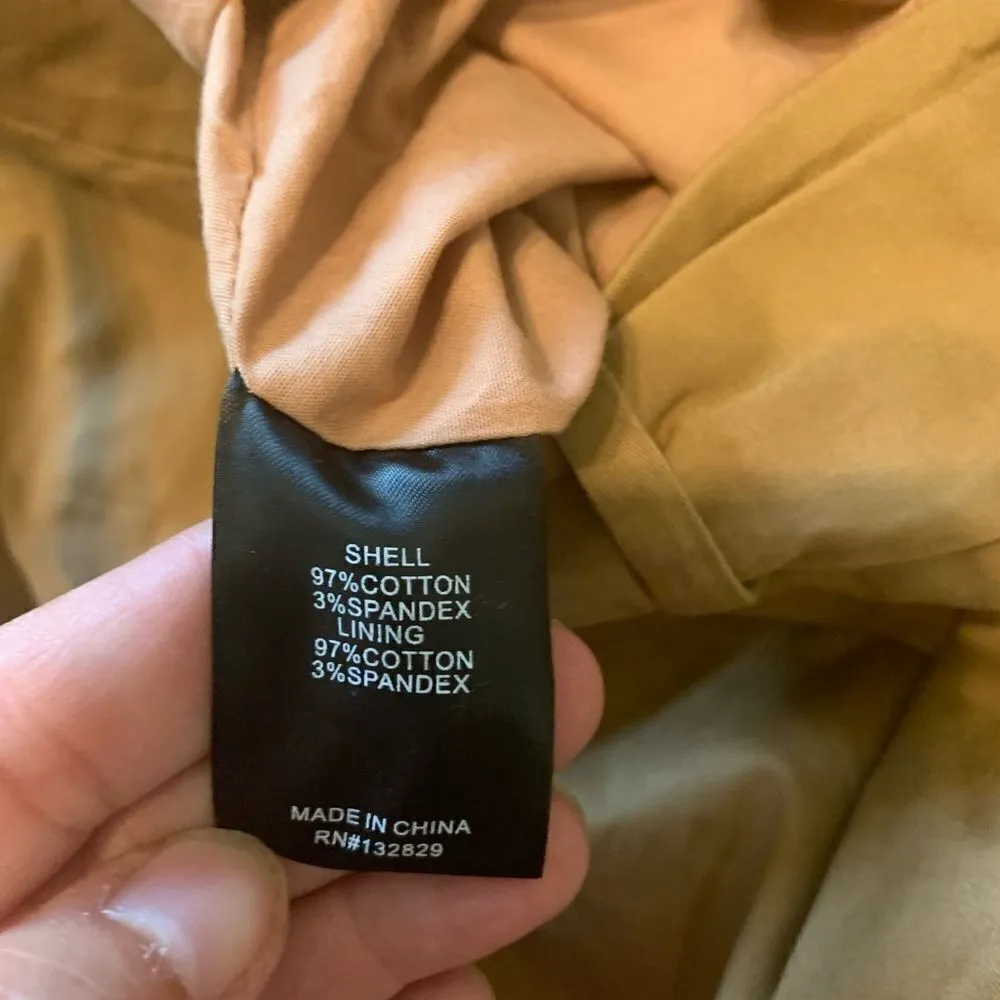 SHELL
97%COTTON
3%SPANDEX
LINING
97%COTTON
3%SPANDEX
MADE IN CHINA
RN#132829